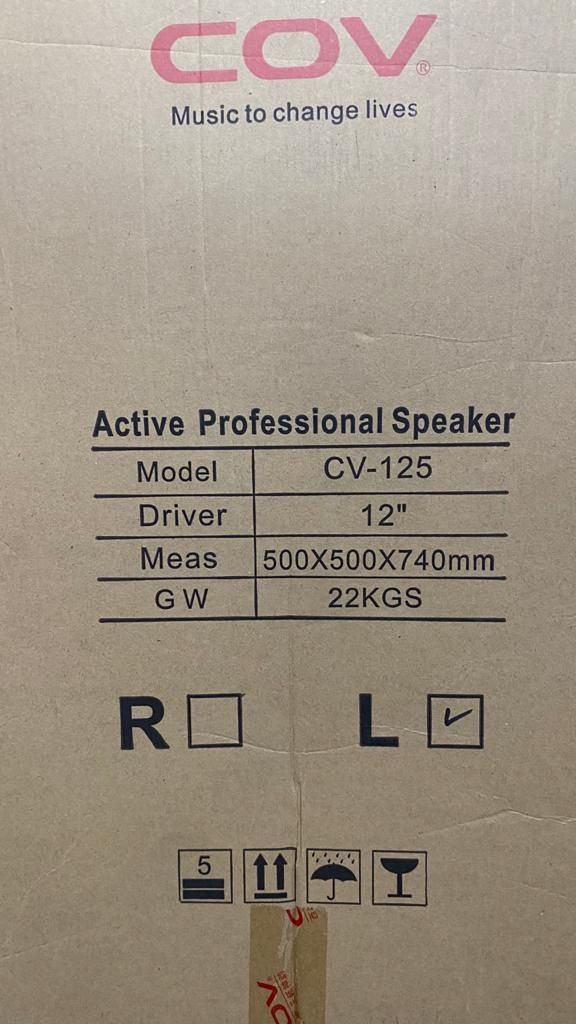 COV®
Music to change lives
Active Professional Speaker
Model CV-125
Driver 12"
Meas 500X500X740mm
G W 22KGS
R L
5